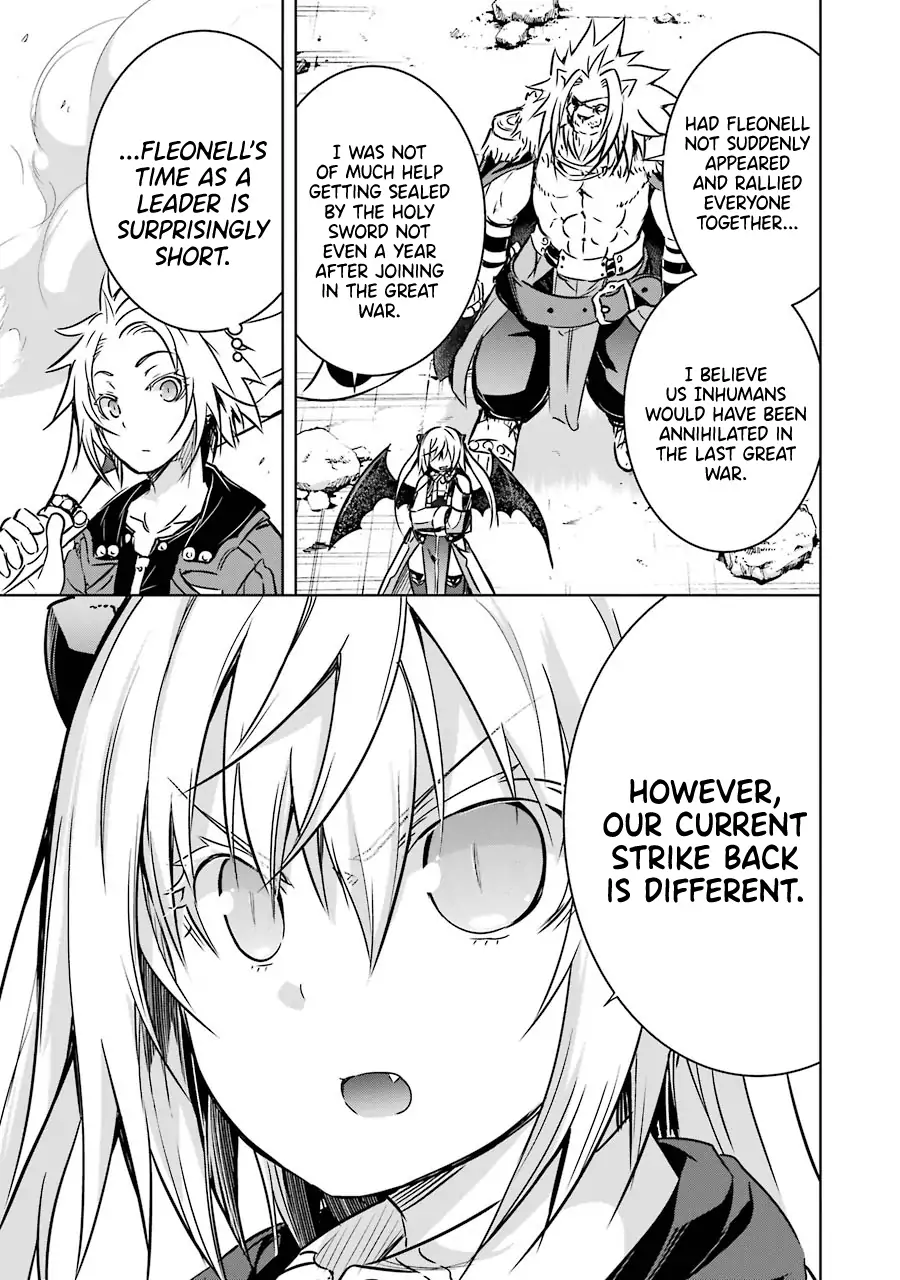 HAD FLEONELL
NOT SUDDENLY
APPEARED
AND RALLIED
EVERYONE
TOGETHER...
I BELIEVE
US INHUMANS
WOULD HAVE BEEN
ANNIHILATED IN
THE LAST GREAT
WAR.
I WAS NOT
OF MUCH HELP
GETTING SEALED
BY THE HOLY
SWORD NOT
EVEN A YEAR
AFTER JOINING
IN THE GREAT
WAR.
...FLEONELL'S
TIME AS A
LEADER IS
SURPRISINGLY
SHORT.
HOWEVER,
OUR CURRENT
STRIKE BACK
IS DIFFERENT.